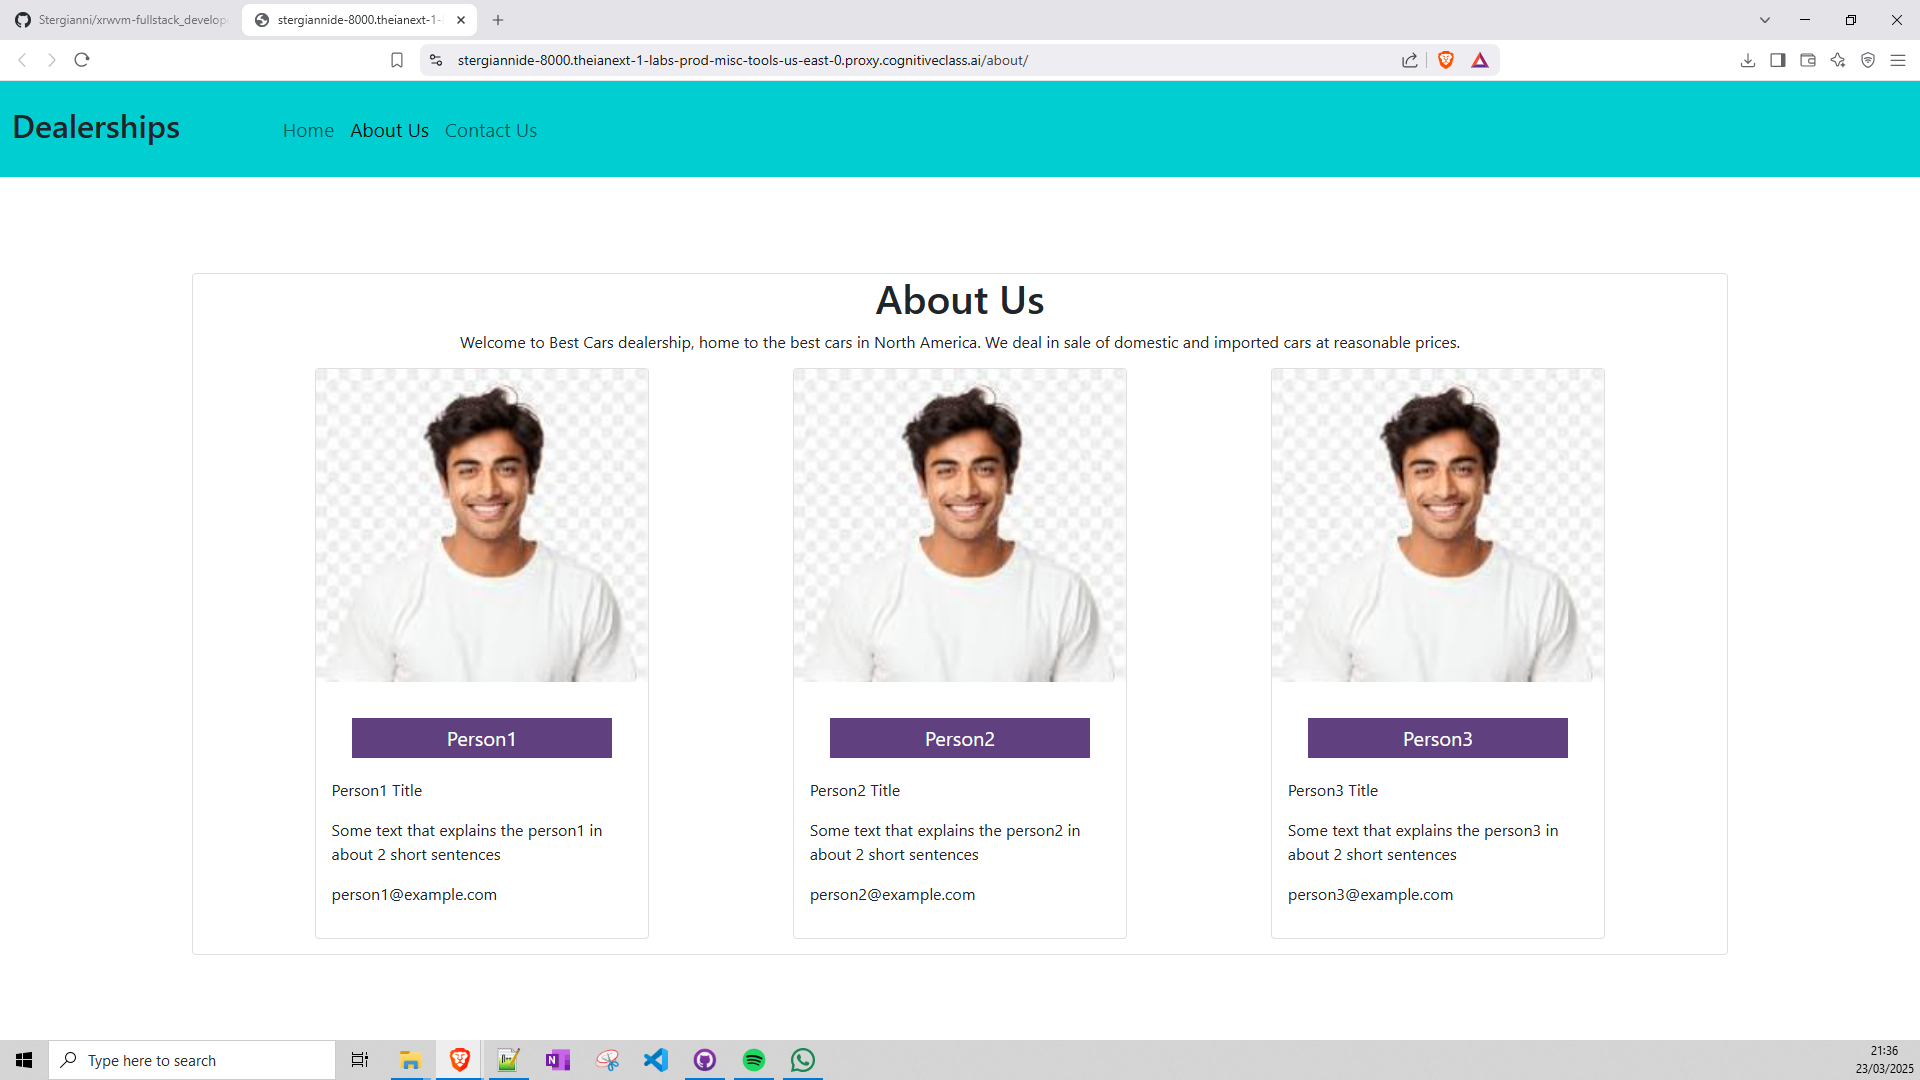 Stergianni/xrwvm-fullstack_develop
stergiannide-8000.theianext-1-
stergiannide-8000.theianext-1-labs-prod-misc-tools-us-east-0.proxy.cognitiveclass.ai/about/
Dealerships
Home
About Us
Contact Us
About Us
Welcome to Best Cars dealership, home to the best cars in North America. We deal in sale of domestic and imported cars at reasonable prices.
Person1
Person1 Title
Some text that explains the person1 in
about 2 short sentences
person1@example.com
Person2
Person2 Title
Some text that explains the person2 in
about 2 short sentences
person2@example.com
Person3
Person3 Title
Some text that explains the person3 in
about 2 short sentences
person3@example.com
Type here to search
21:36
23/03/2025